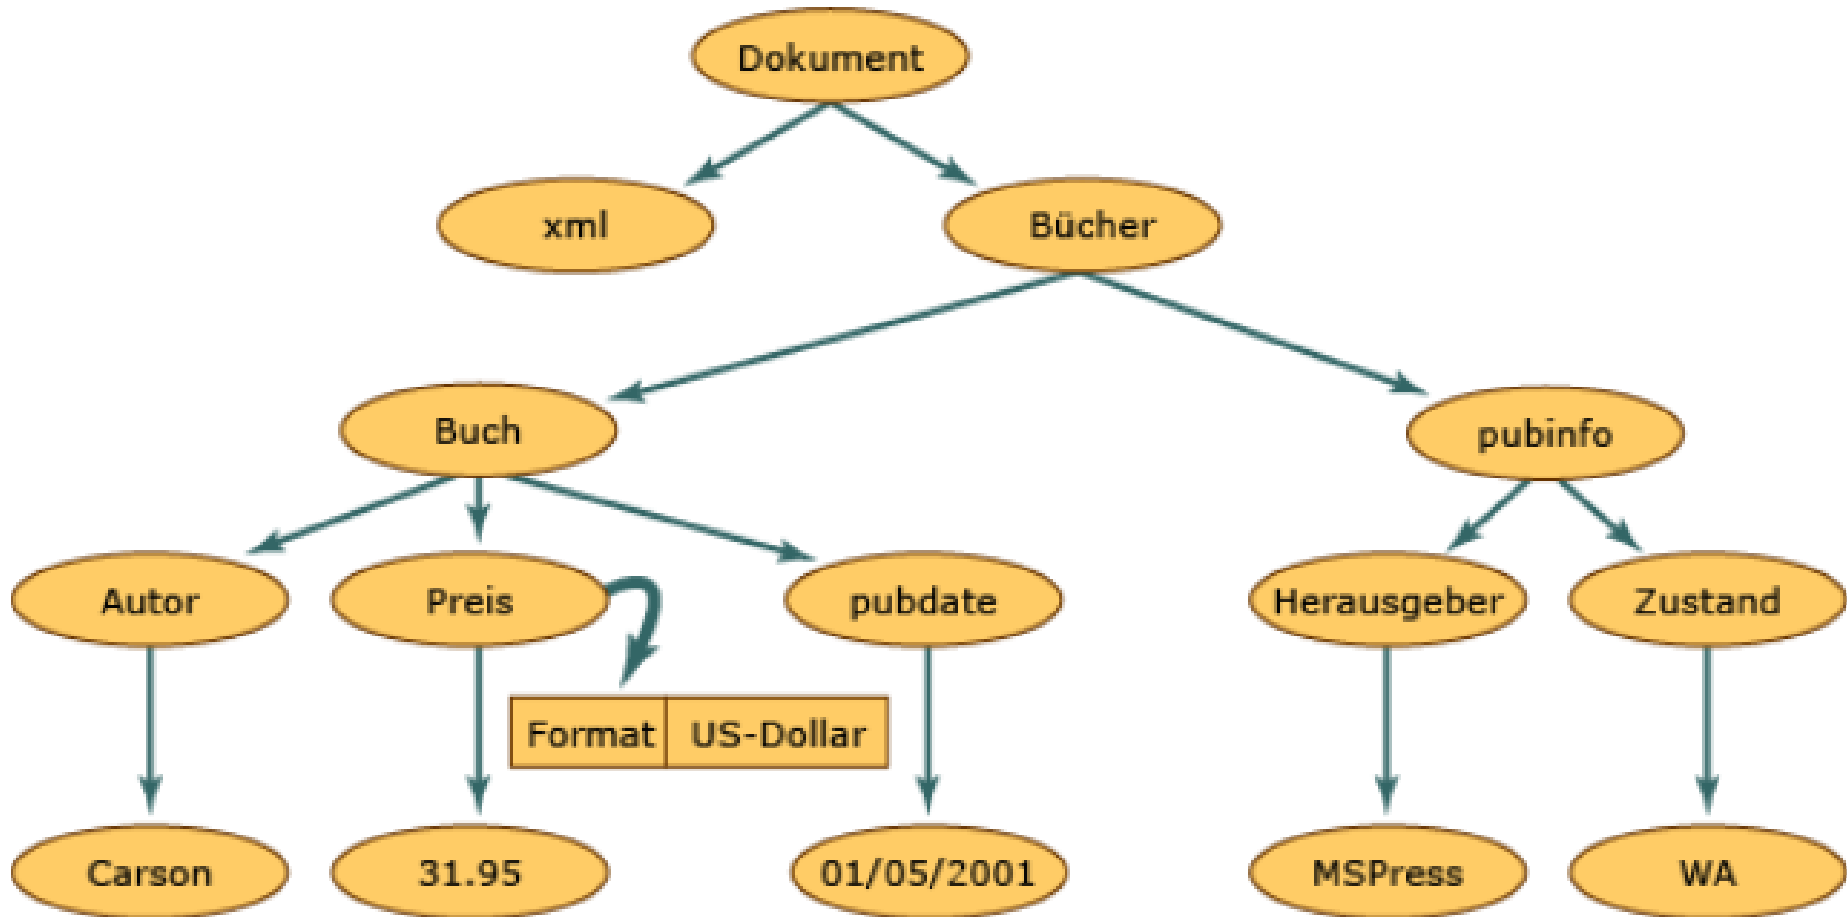 Dokument
xml
Bücher
Buch
pubinfo
Autor
Preis
pubdate
Herausgeber
Zustand
Format
US-Dollar
Carson
31.95
01/05/2001
MSPress
WA